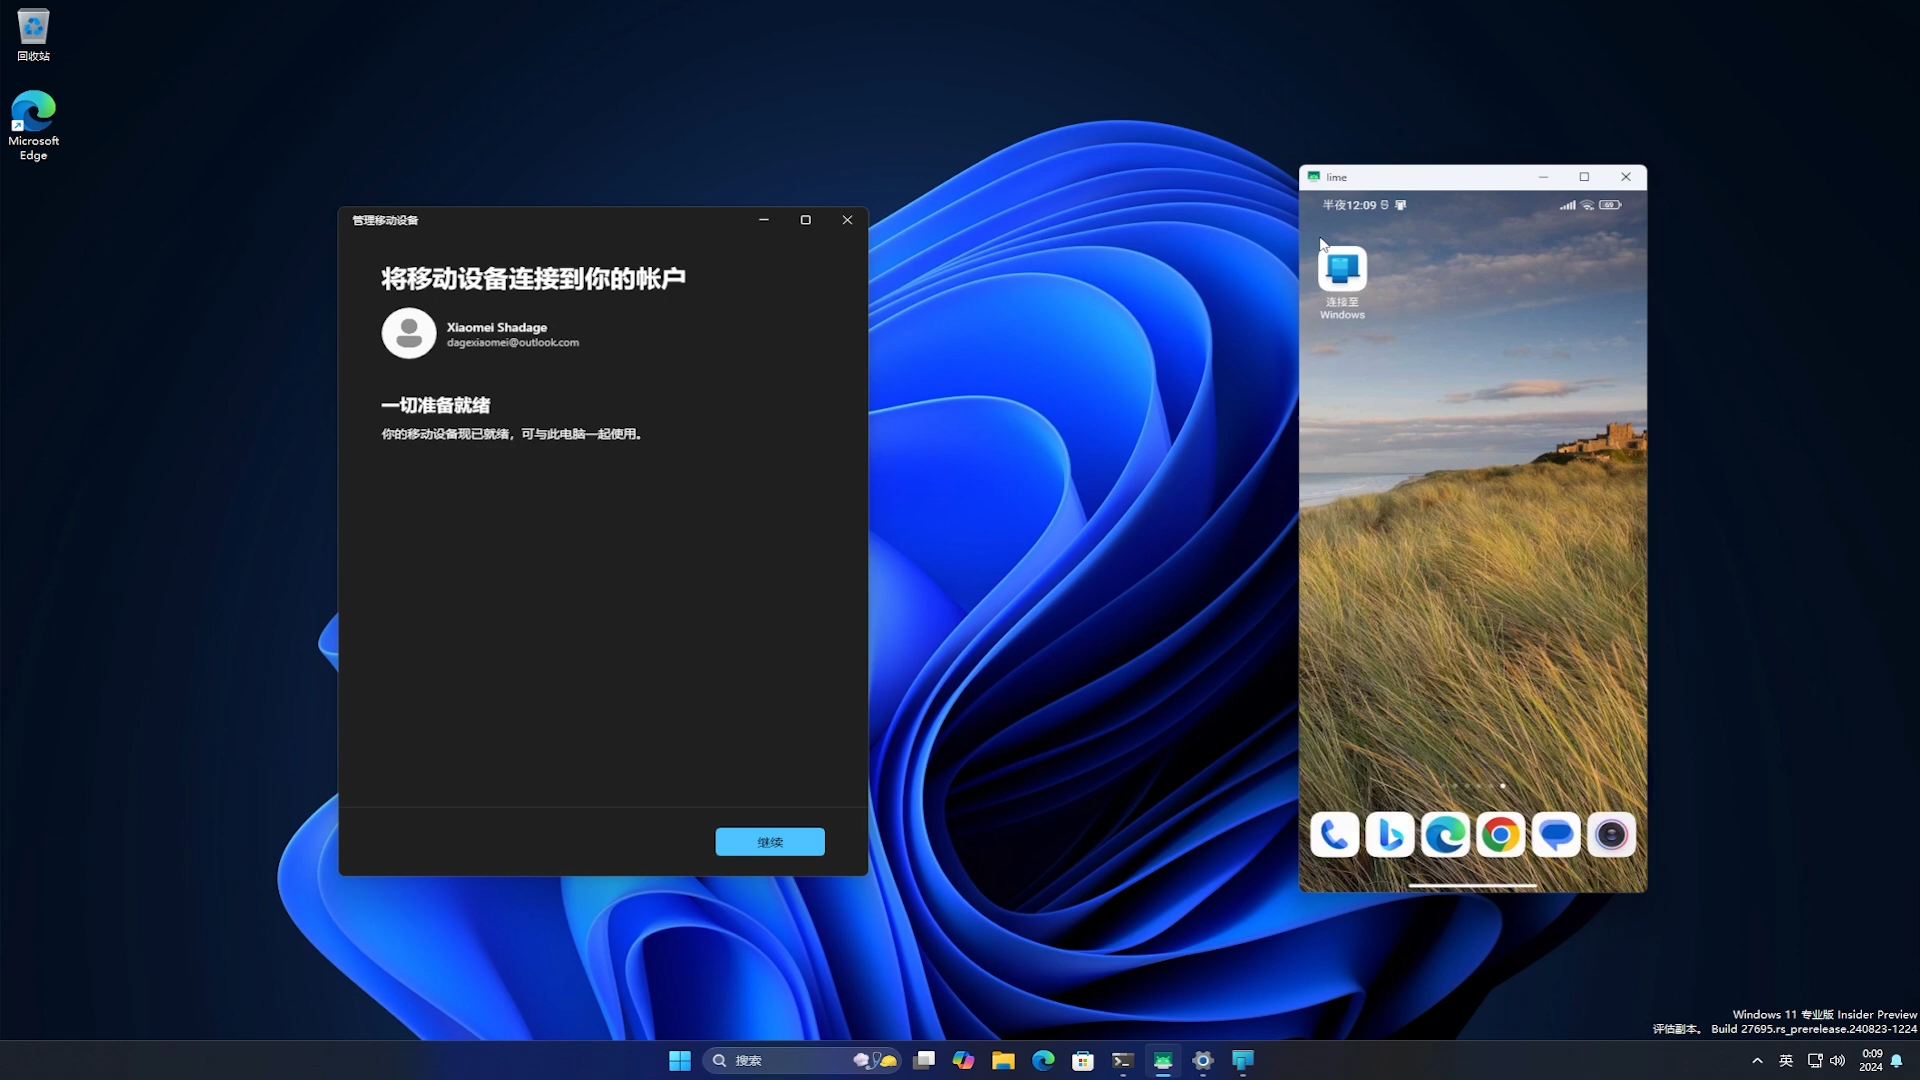 回收站
Microsoft
Edge
管理移动设备
将移动设备连接到你的帐户
Xiaomei Shadage
dagexiaomei@outlook.com
一切准备就绪
你的移动设备现已就绪，可与此电脑一起使用。
继续
lime
半夜12:09
69
连接至
Windows
Windows 11 专业版 Insider Preview
评估副本。 Build 27695.rs_prerelease.240823-1224
搜索
英
0:09
2024